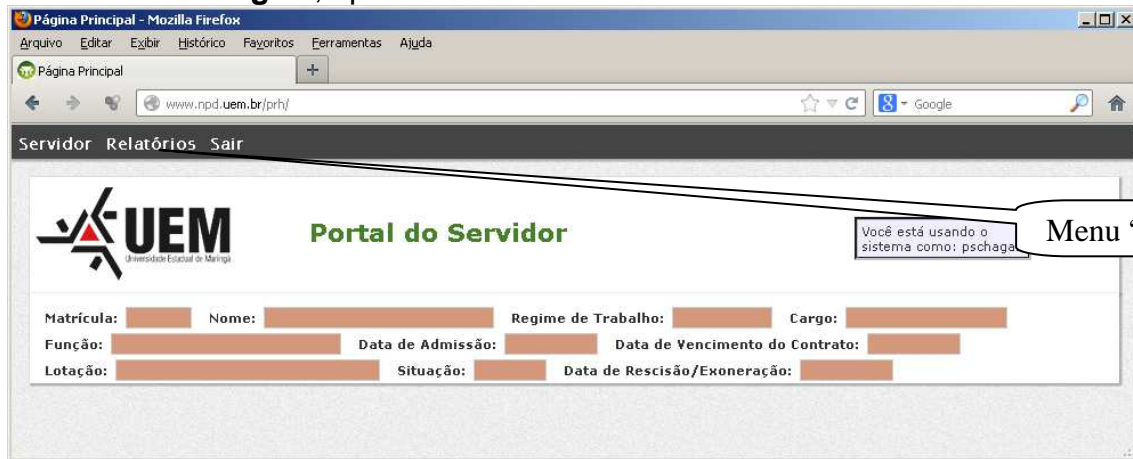 Página Principal - Mozilla Firefox
Arquivo Editar Exibir Histórico Favoritos Ferramentas Ajuda
Página Principal
www.npd.uem.br/prh/
Google
Servidor Relatórios Sair
UEM
Universidade Estadual de Maringá
Portal do Servidor
Você está usando o
sistema como: pschaga
Menu “
Matrícula: Nome: Regime de Trabalho: Cargo:
Função: Data de Admissão: Data de Vencimento do Contrato:
Lotação: Situação: Data de Rescisão/Exoneração: